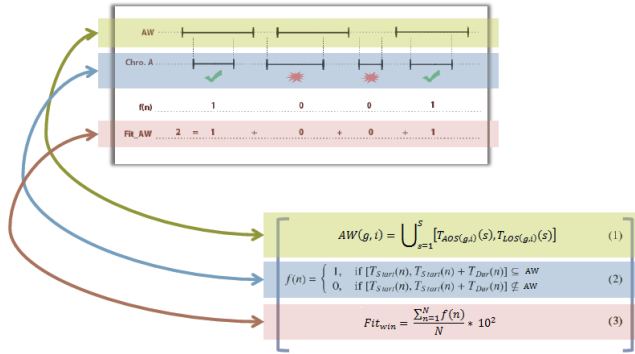 AW
Chro. A
f(n) 1 0 0 1
Fit_AW 2 = 1 + 0 + 0 + 1
AW(g, i) = ⋃_{s=1}^{S} [T_{AOS(g,i)}(s), T_{LOS(g,i)}(s)] (1)
f(n) = { 1, if [T_{Start}(n), T_{Start}(n) + T_{Dur}(n)] ⊆ AW
0, if [T_{Start}(n), T_{Start}(n) + T_{Dur}(n)] ⊈ AW (2)
Fit_{win} = \frac{∑_{n=1}^{N} f(n)}{N} * 10^2 (3)